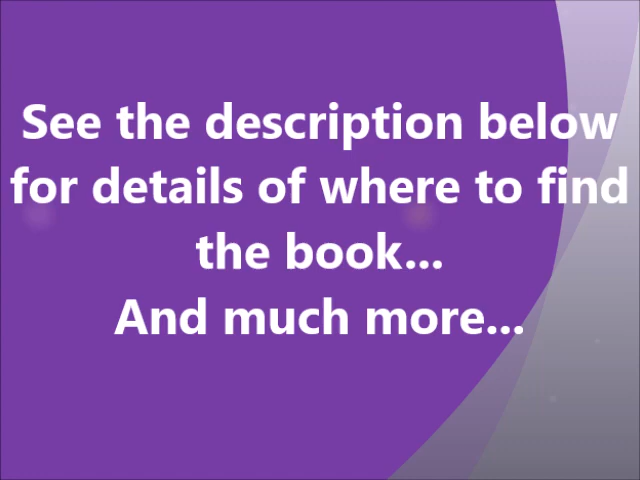 See the description below
for details of where to find
the book...
And much more...